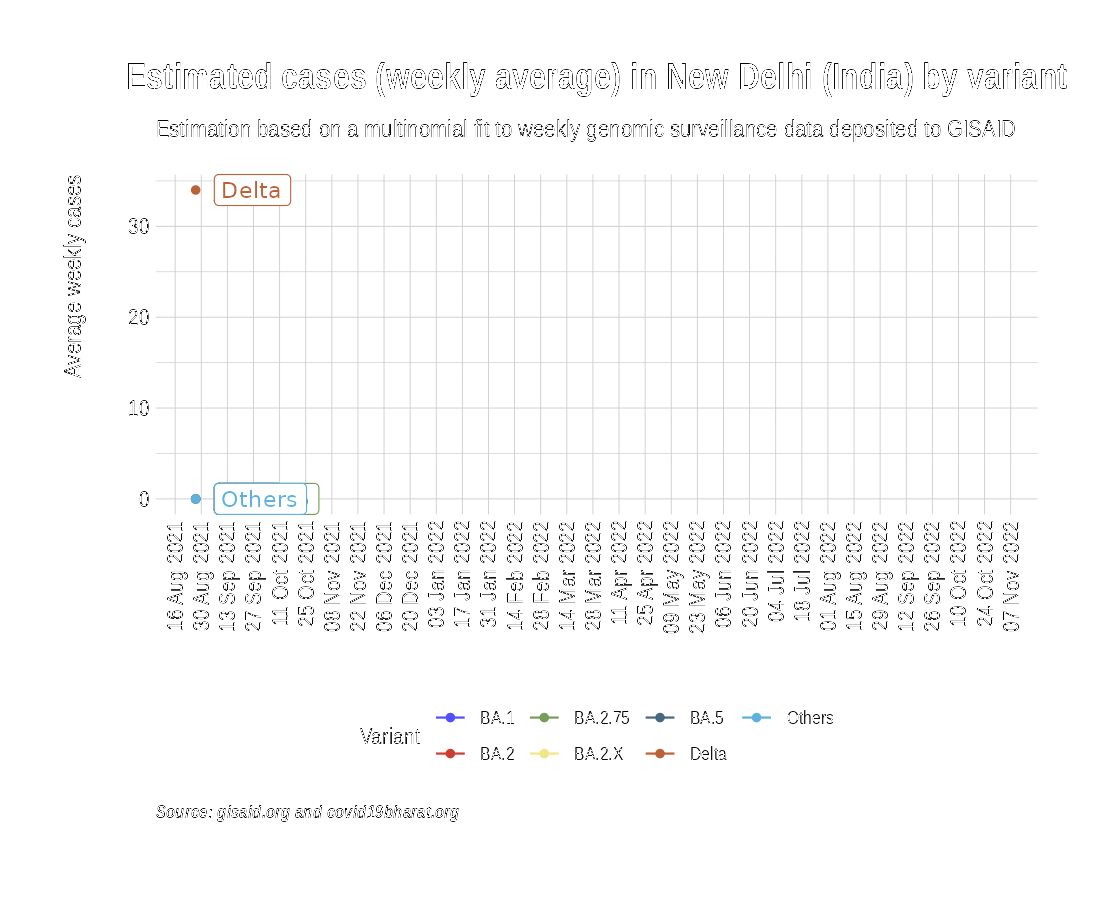 Estimated cases (weekly average) in New Delhi (India) by variant
Estimation based on a multinomial fit to weekly genomic surveillance data deposited to GISAID
Average weekly cases
Delta
30
20
10
0
Others
16 Aug 2021
30 Aug 2021
13 Sep 2021
27 Sep 2021
11 Oct 2021
25 Oct 2021
08 Nov 2021
22 Nov 2021
06 Dec 2021
20 Dec 2021
03 Jan 2022
17 Jan 2022
31 Jan 2022
14 Feb 2022
28 Feb 2022
14 Mar 2022
28 Mar 2022
11 Apr 2022
25 Apr 2022
09 May 2022
23 May 2022
06 Jun 2022
20 Jun 2022
04 Jul 2022
18 Jul 2022
01 Aug 2022
15 Aug 2022
29 Aug 2022
12 Sep 2022
26 Sep 2022
10 Oct 2022
24 Oct 2022
07 Nov 2022
Variant
BA.1 BA.2.75 BA.5 Others
BA.2 BA.2.X Delta
Source: gisaid.org and covid19bharat.org